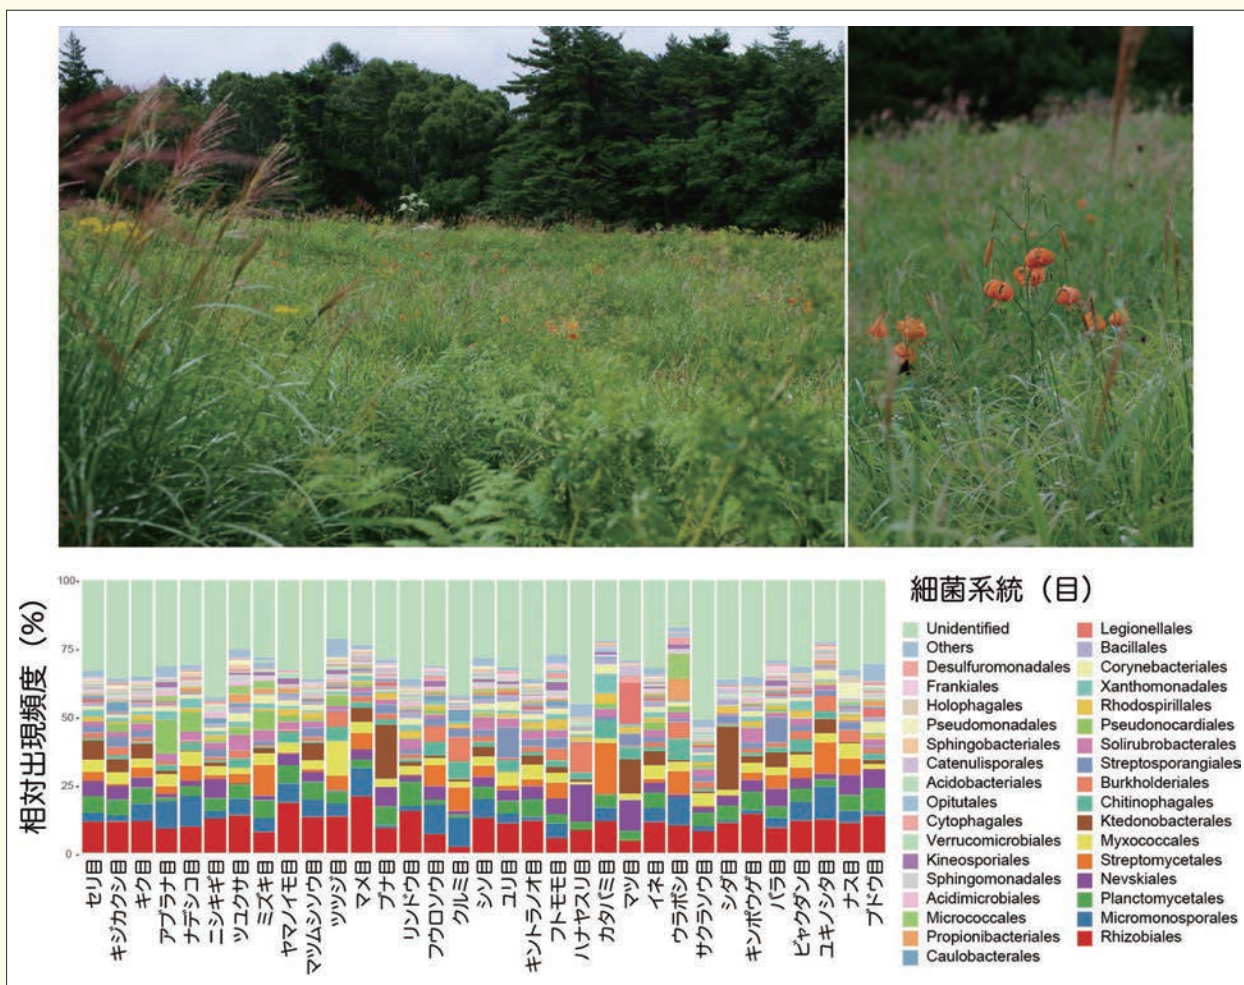 100
75
50
25
0
相対出現頻度 (%)
セリ目
キジカクシ目
キク目
アブラナ目
ナデシコ目
ニシキギ目
ツユクサ目
ミズキ目
ヤマノイモ目
マツムシソウ目
ツツジ目
マメ目
ブナ目
リンドウ目
フウロソウ目
クルミ目
シソ目
ユリ目
キントラノオ目
フトモモ目
ハナヤスリ目
カタバミ目
マツ目
イネ目
ウラボシ目
サクラソウ目
シダ目
キンポウゲ目
バラ目
ビャクダン目
ユキノシタ目
ナス目
ブドウ目
細菌系統 (目)
Unidentified
Others
Desulfuromonadales
Frankiales
Holophagales
Pseudomonadales
Sphingobacteriales
Catenulisporales
Acidobacteriales
Opitutales
Cytophagales
Verrucomicrobiales
Kineosporiales
Sphingomonadales
Acidimicrobiales
Micrococcales
Propionibacteriales
Caulobacterales
Legionellales
Bacillales
Corynebacteriales
Xanthomonadales
Rhodospirillales
Pseudonocardiales
Solirubrobacterales
Streptosporangiales
Burkholderiales
Chitinophagales
Ktedonobacterales
Myxococcales
Streptomycetales
Nevskiales
Planctomycetales
Micromonosporales
Rhizobiales